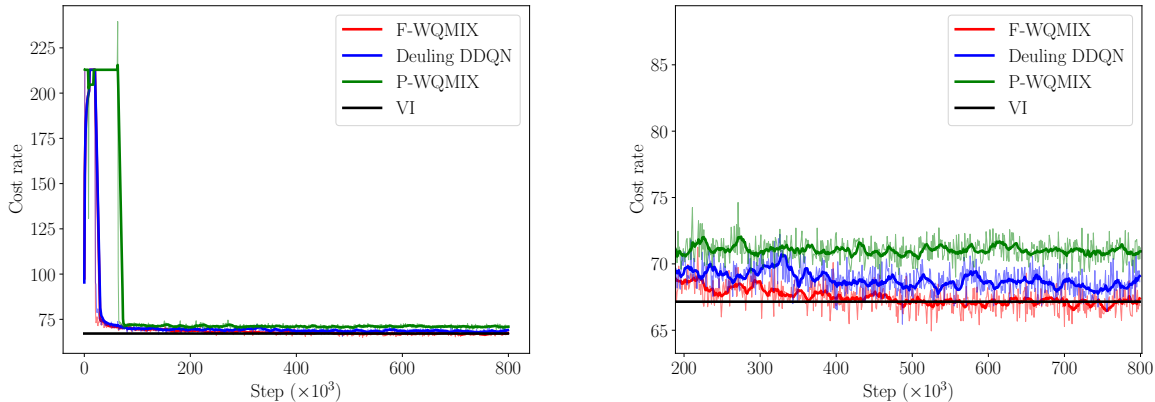 F-WQMIX
Deuling DDQN
P-WQMIX
VI
225
200
175
150
125
100
75
Cost rate
0
200
400
600
800
Step (×10³)
F-WQMIX
Deuling DDQN
P-WQMIX
VI
85
80
75
70
65
Cost rate
200
300
400
500
600
700
800
Step (×10³)